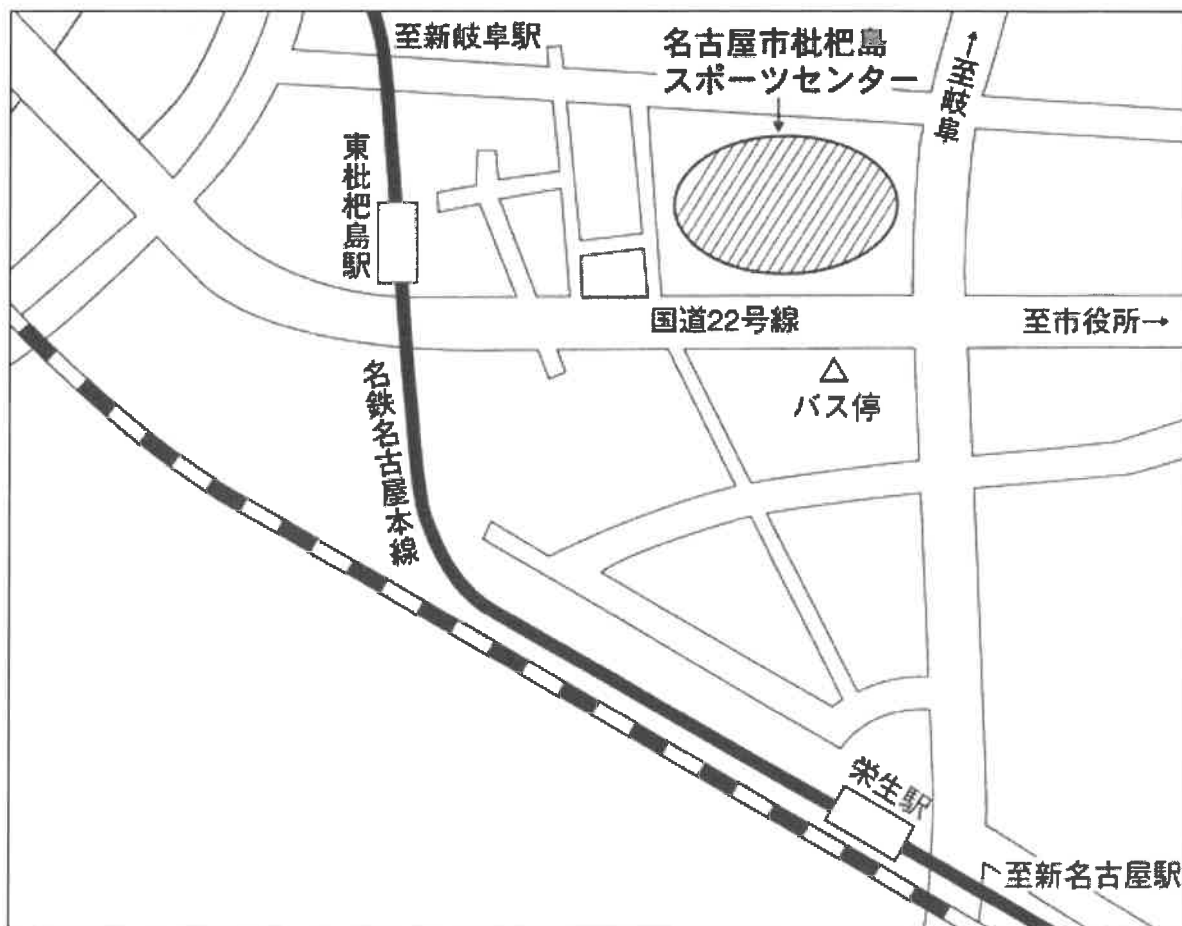 至新岐阜駅
名古屋市枇杷島
スポーツセンター
←至岐阜
東枇杷島駅
国道22号線
至市役所→
バス停
名鉄名古屋本線
栄生駅
至新名古屋駅